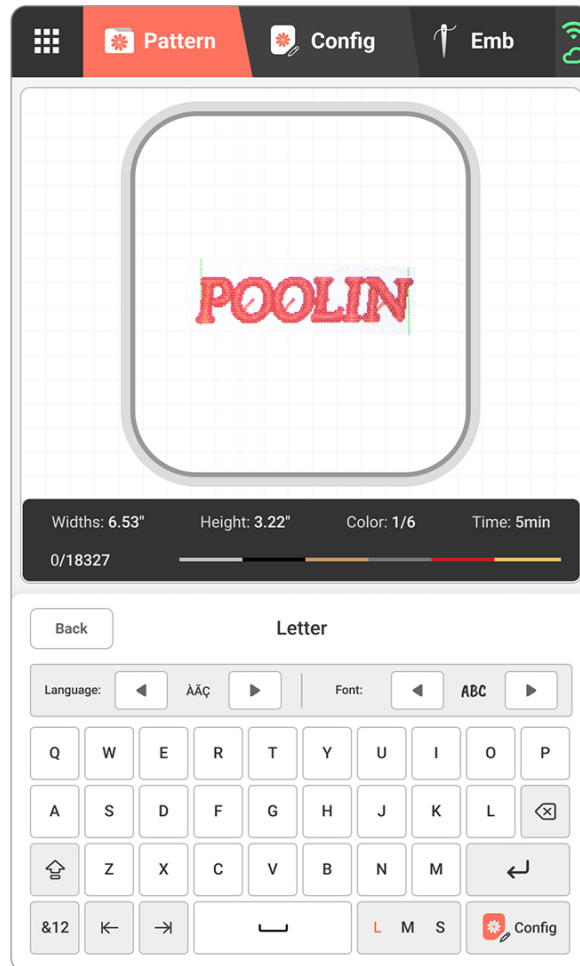 Pattern Config Emb
POOLIN
Widths: 6.53" Height: 3.22" Color: 1/6 Time: 5min
0/18327
Back Letter
Language: ÀÃÇ Font: ABC
Q W E R T Y U I O P
A S D F G H J K L
Z X C V B N M
&12 L M S Config